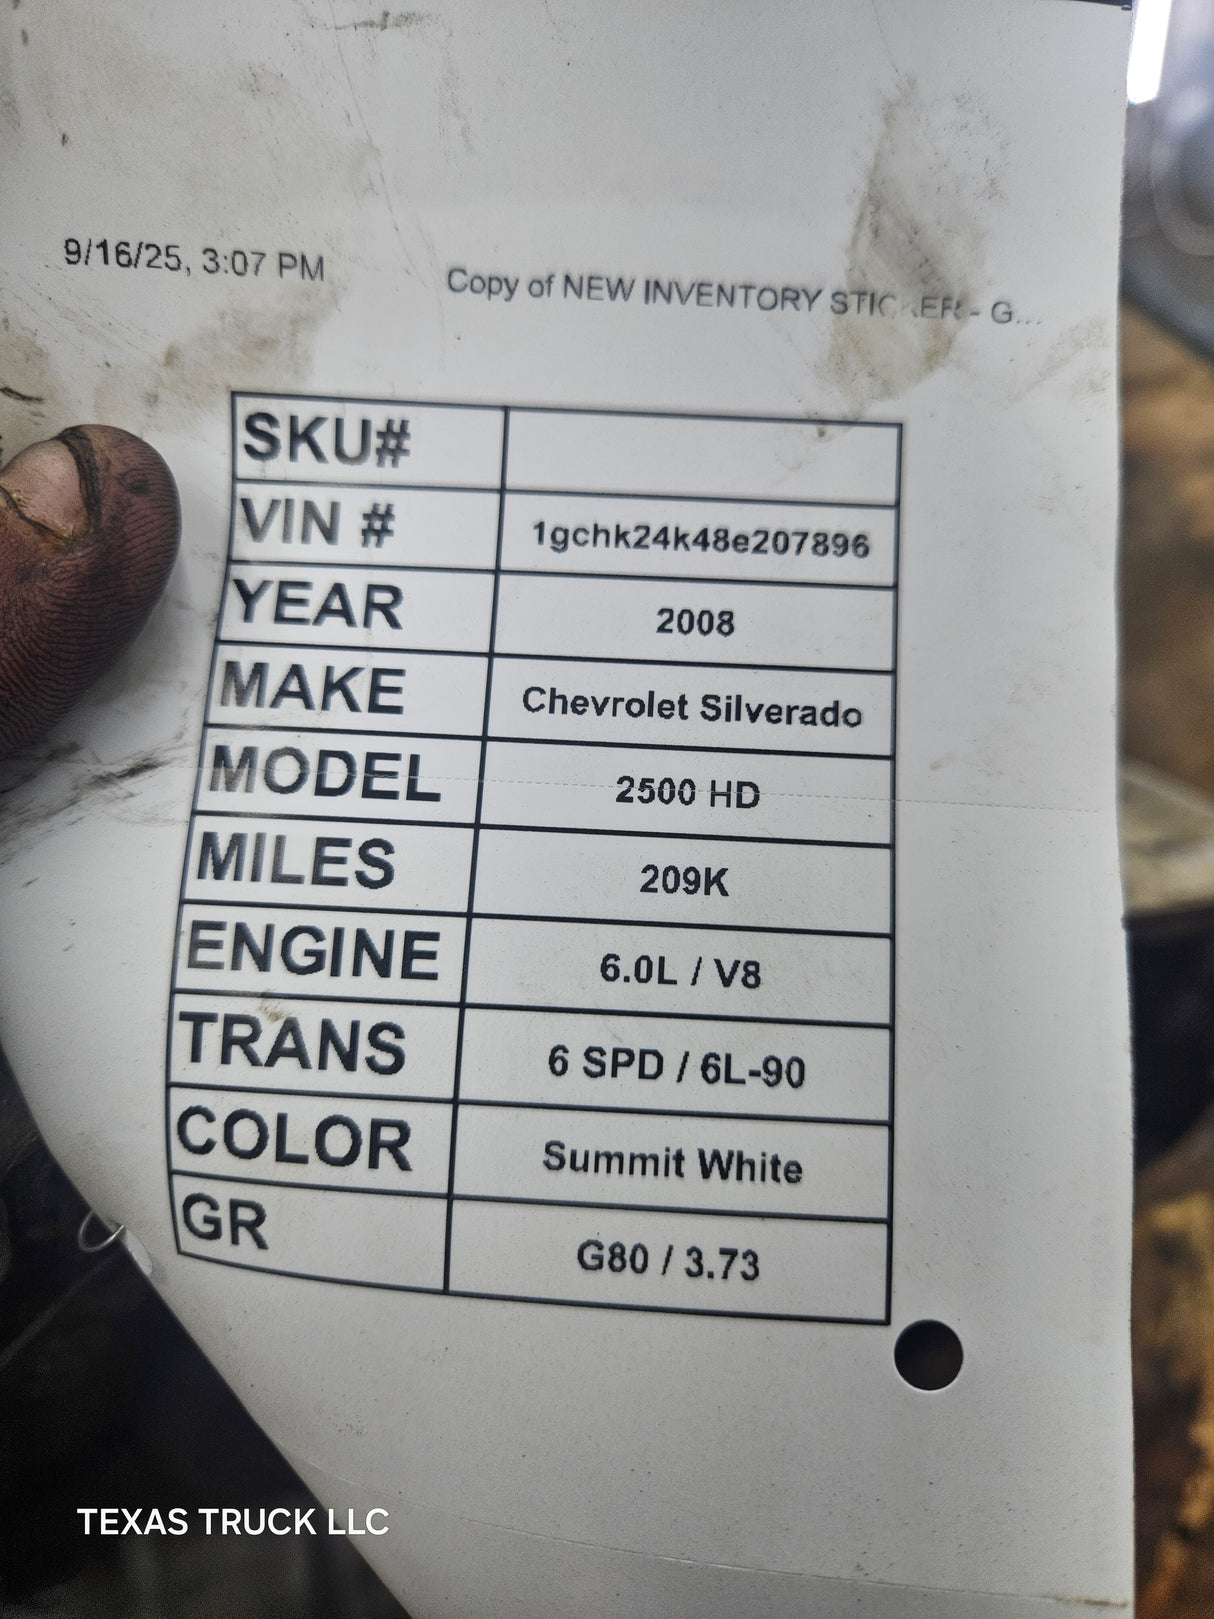 9/16/25, 3:07 PM Copy of NEW INVENTORY STICKER - G...
SKU#
VIN # 1gchk24k48e207896
YEAR 2008
MAKE Chevrolet Silverado
MODEL 2500 HD
MILES 209K
ENGINE 6.0L / V8
TRANS 6 SPD / 6L-90
COLOR Summit White
GR G80 / 3.73
TEXAS TRUCK LLC